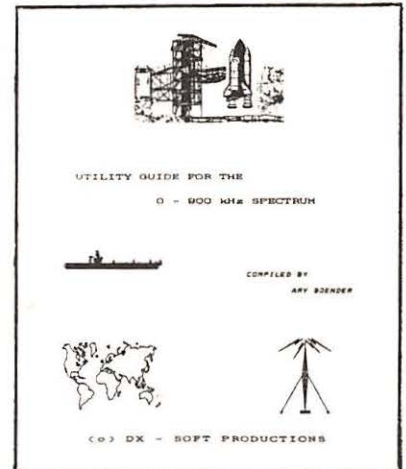 UTILITY GUIDE FOR THE
0 - 900 kHz SPECTRUM
COMPILED BY
ARY BOENDER
(c) DX - SOFT PRODUCTIONS